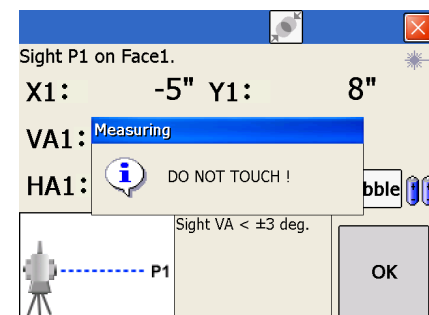 Sight P1 on Face1.
X1: -5" Y1: 8"
VA1:
Measuring
DO NOT TOUCH !
HA1:
bble
Sight VA < ±3 deg.
P1
OK